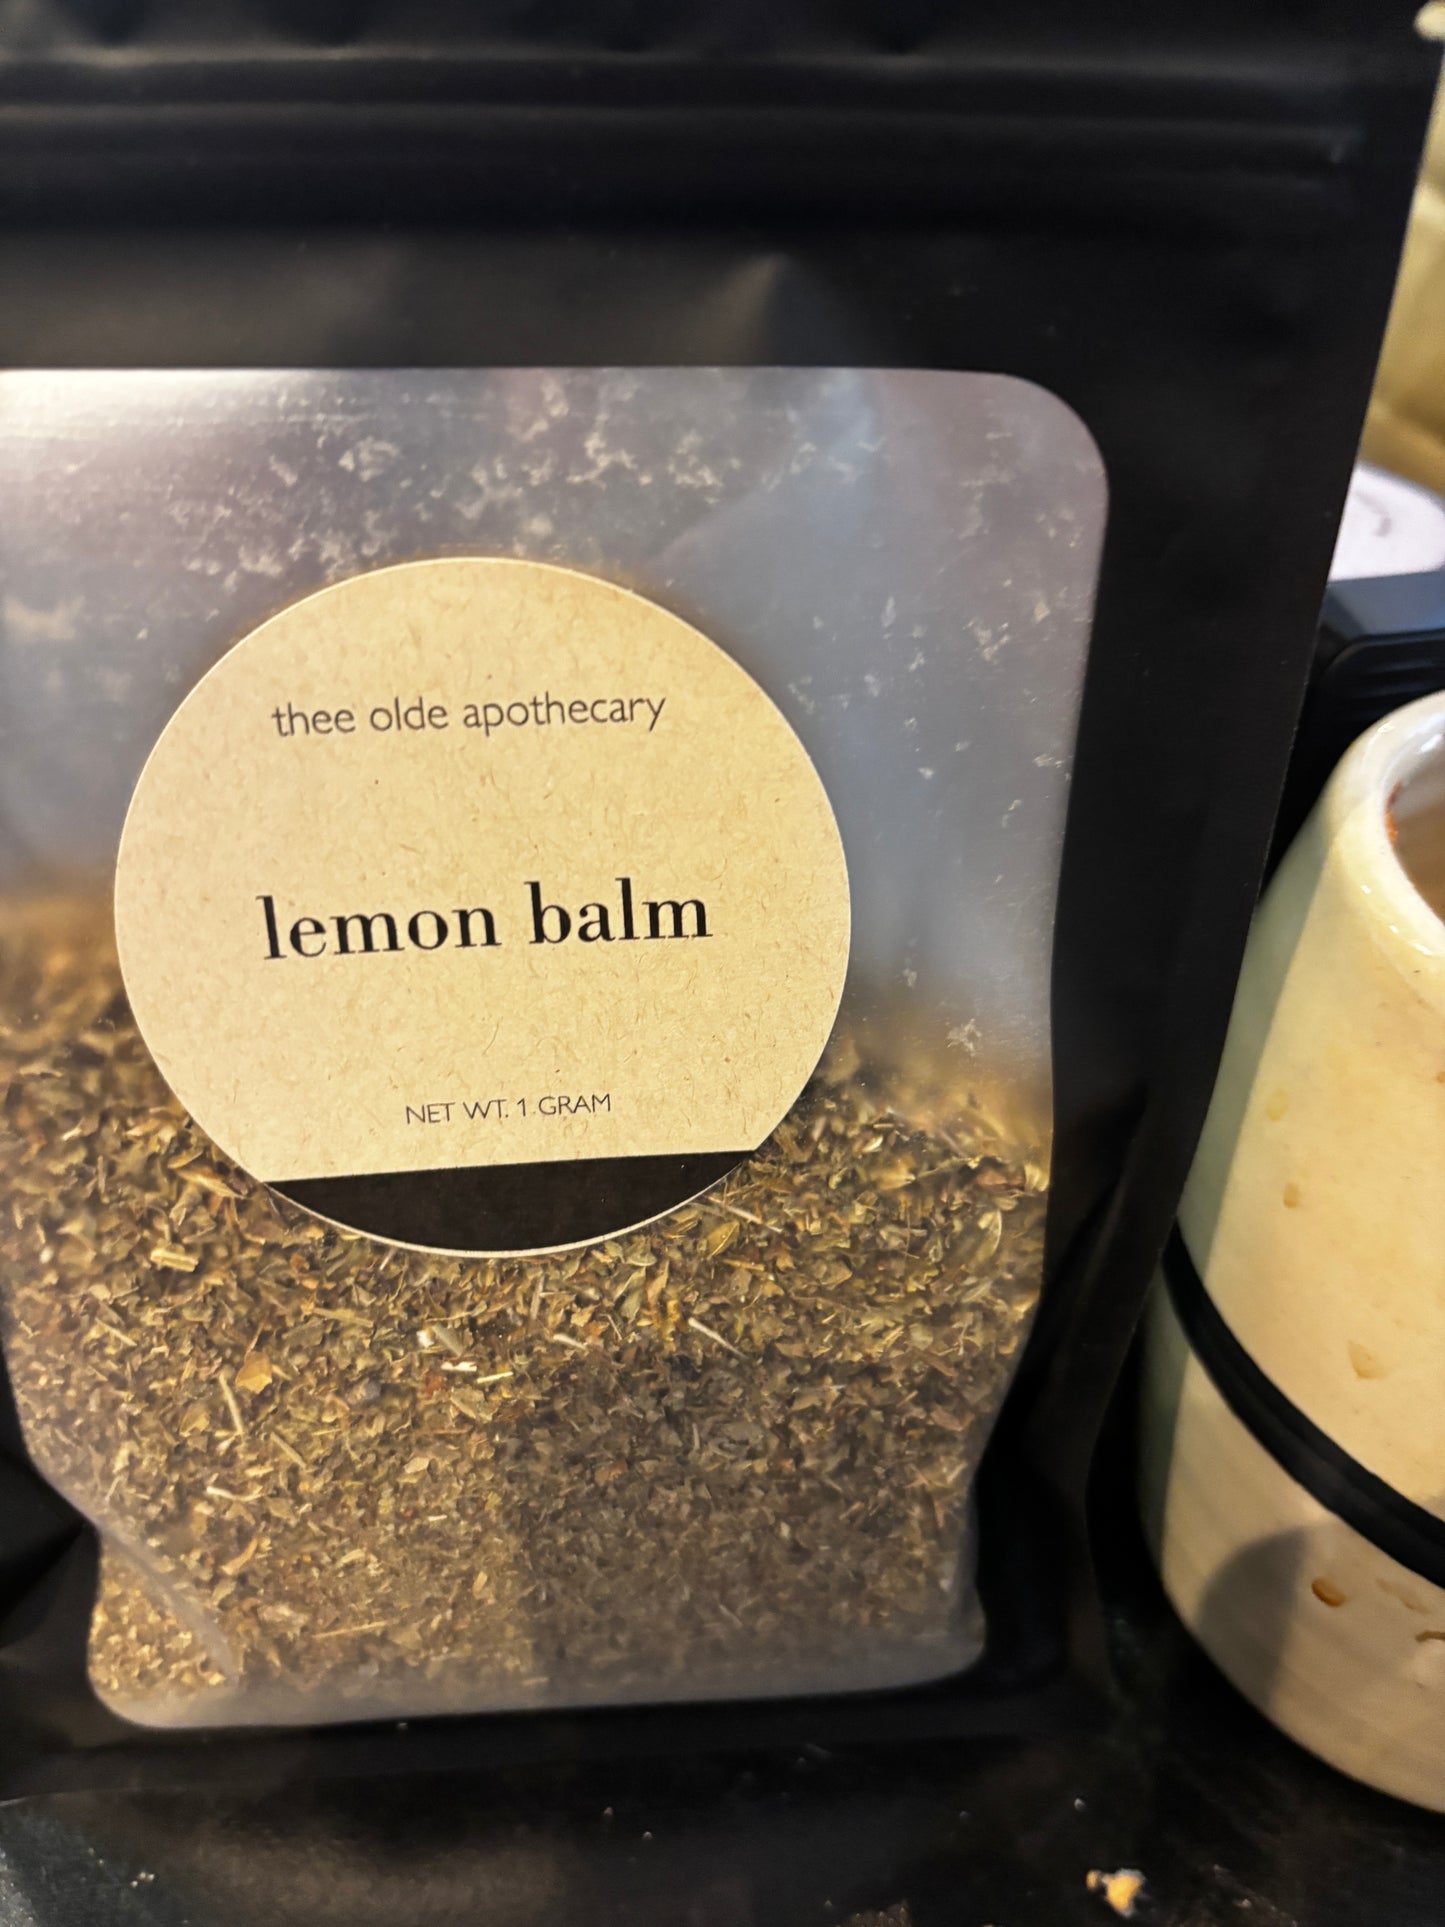 thee olde apothecary
lemon balm
NET WT. 1 GRAM